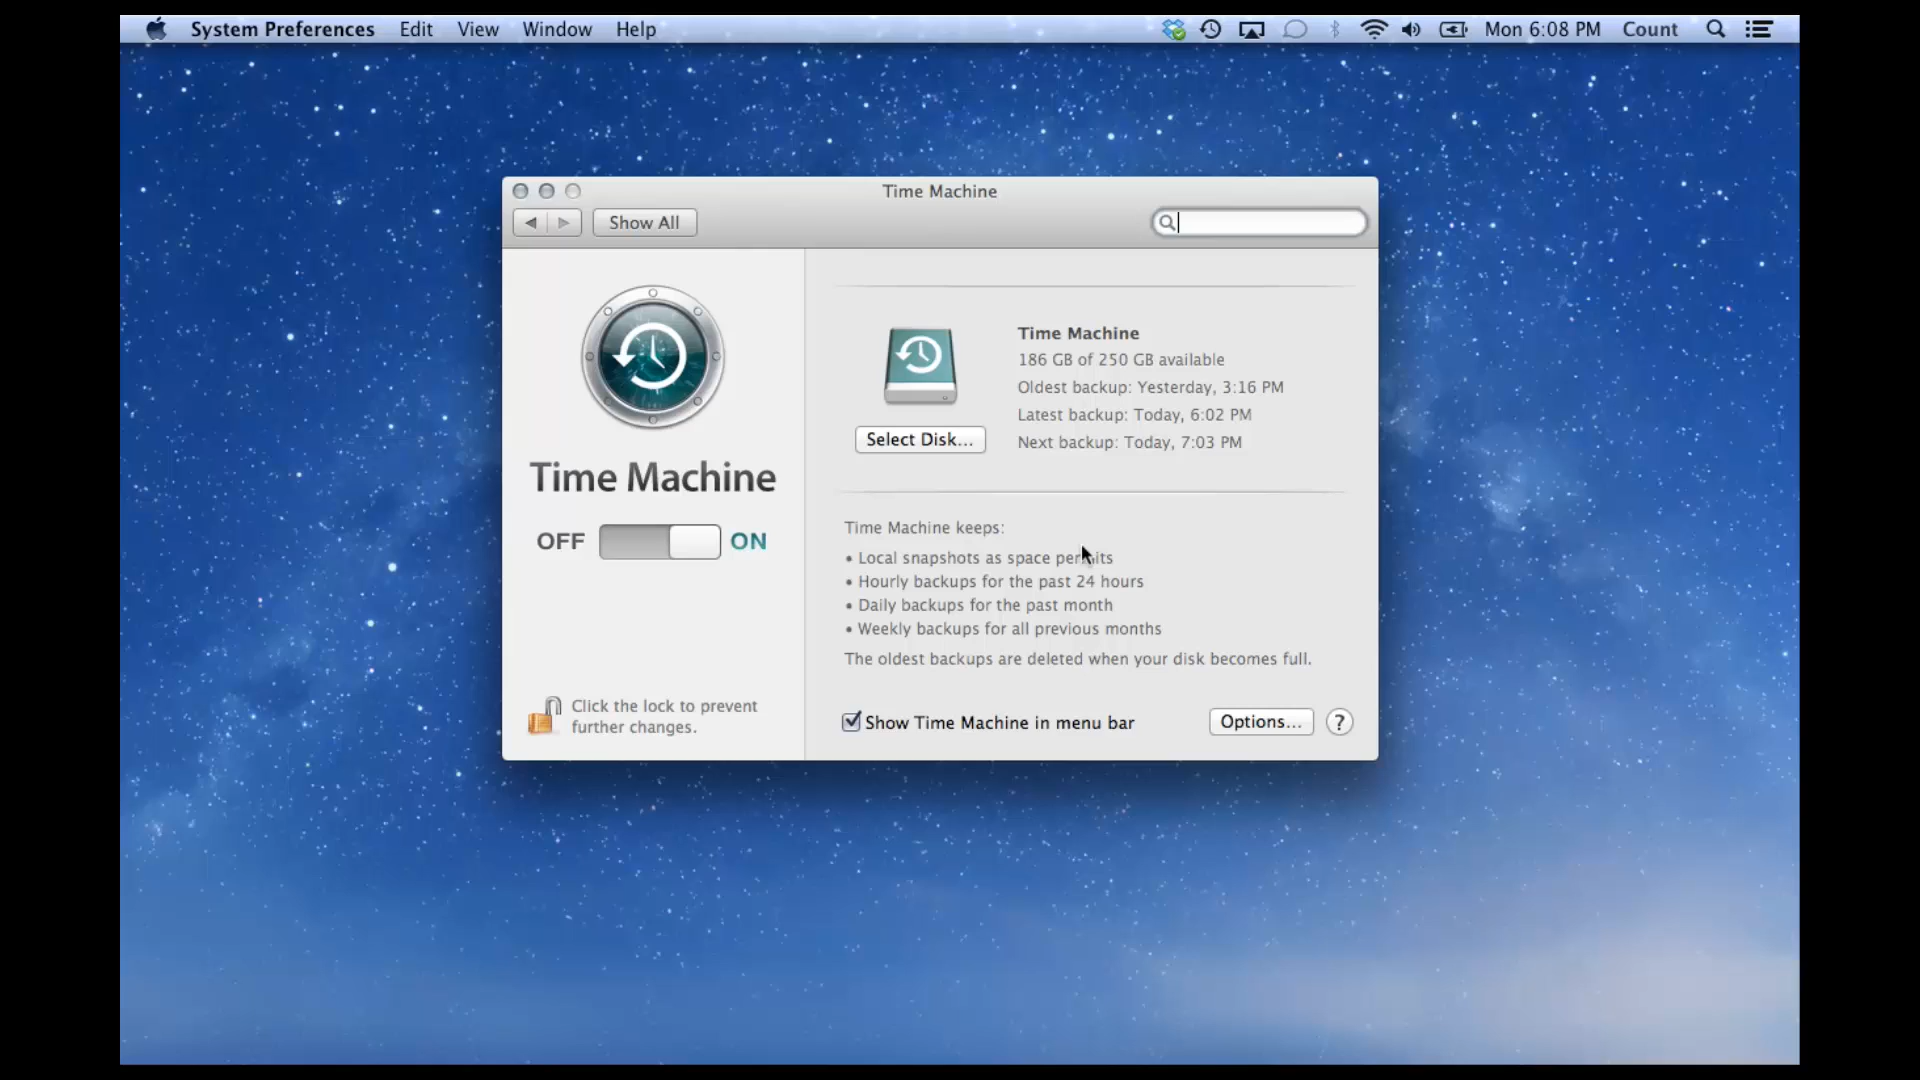 System Preferences Edit View Window Help Mon 6:08 PM Count
Time Machine
Show All
Time Machine
186 GB of 250 GB available
Oldest backup: Yesterday, 3:16 PM
Latest backup: Today, 6:02 PM
Next backup: Today, 7:03 PM
Select Disk...
Time Machine
OFF ON
Time Machine keeps:
• Local snapshots as space permits
• Hourly backups for the past 24 hours
• Daily backups for the past month
• Weekly backups for all previous months
The oldest backups are deleted when your disk becomes full.
Click the lock to prevent
further changes.
Show Time Machine in menu bar
Options... ?